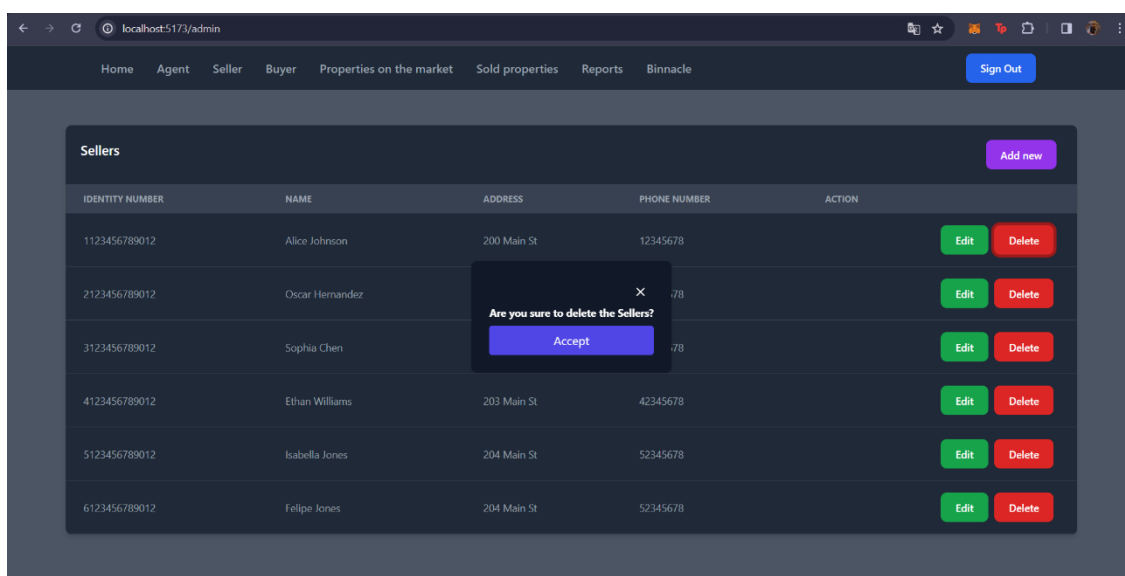 localhost:5173/admin
Tp
Home Agent Seller Buyer Properties on the market Sold properties Reports Binnacle Sign Out
Sellers Add new
IDENTITY NUMBER NAME ADDRESS PHONE NUMBER ACTION
1123456789012 Alice Johnson 200 Main St 12345678 Edit Delete
2123456789012 Oscar Hernandez 78 Edit Delete
Are you sure to delete the Sellers?
Accept
3123456789012 Sophia Chen 78 Edit Delete
4123456789012 Ethan Williams 203 Main St 42345678 Edit Delete
5123456789012 Isabella Jones 204 Main St 52345678 Edit Delete
6123456789012 Felipe Jones 204 Main St 52345678 Edit Delete